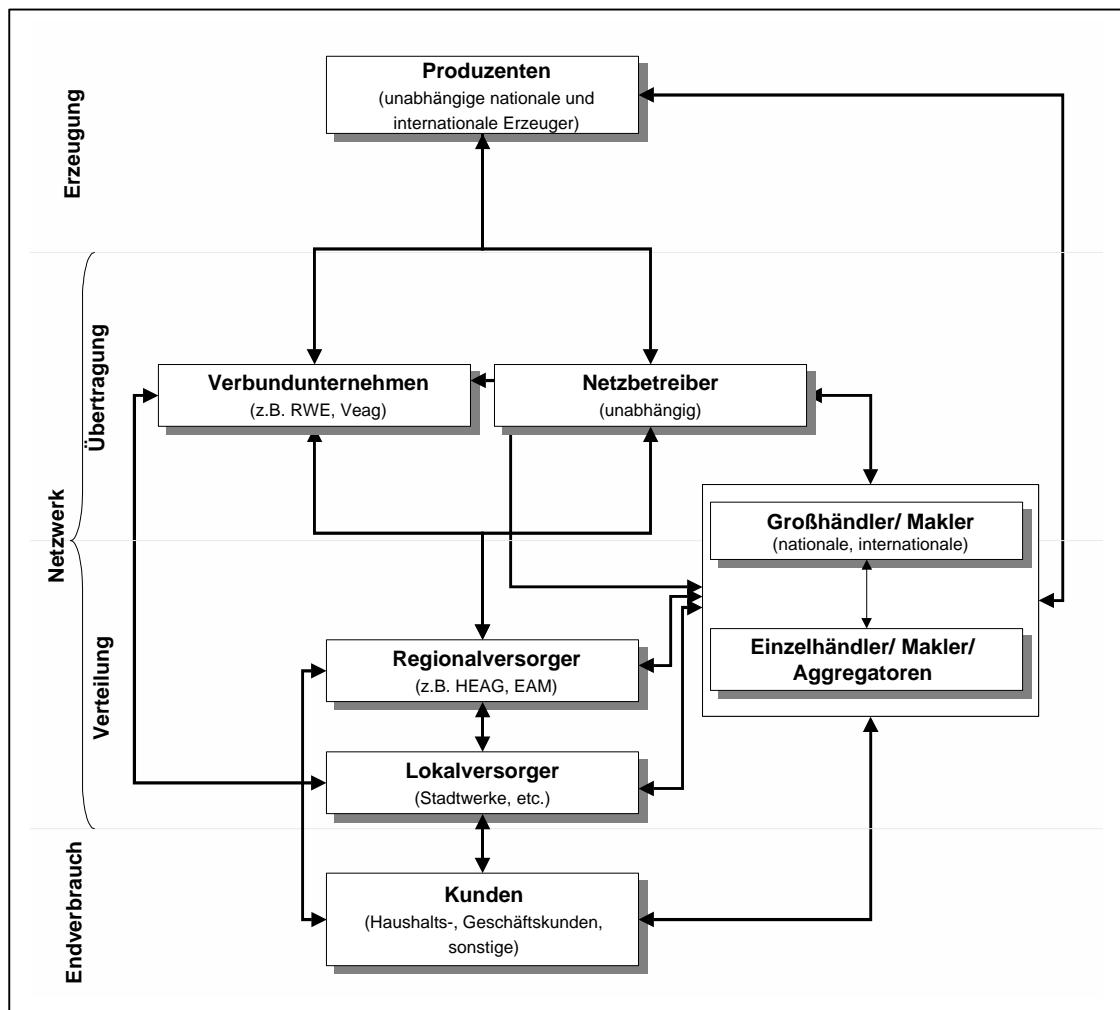 Erzeugung
Produzenten
(unabhängige nationale und
internationale Erzeuger)
Netzwerk
Übertragung
Verbundunternehmen
(z.B. RWE, Veag)
Netzbetreiber
(unabhängig)
Großhändler/ Makler
(nationale, internationale)
Einzelhändler/ Makler/
Aggregatoren
Verteilung
Regionalversorger
(z.B. HEAG, EAM)
Lokalversorger
(Stadtwerke, etc.)
Endverbrauch
Kunden
(Haushalts-, Geschäftskunden,
sonstige)